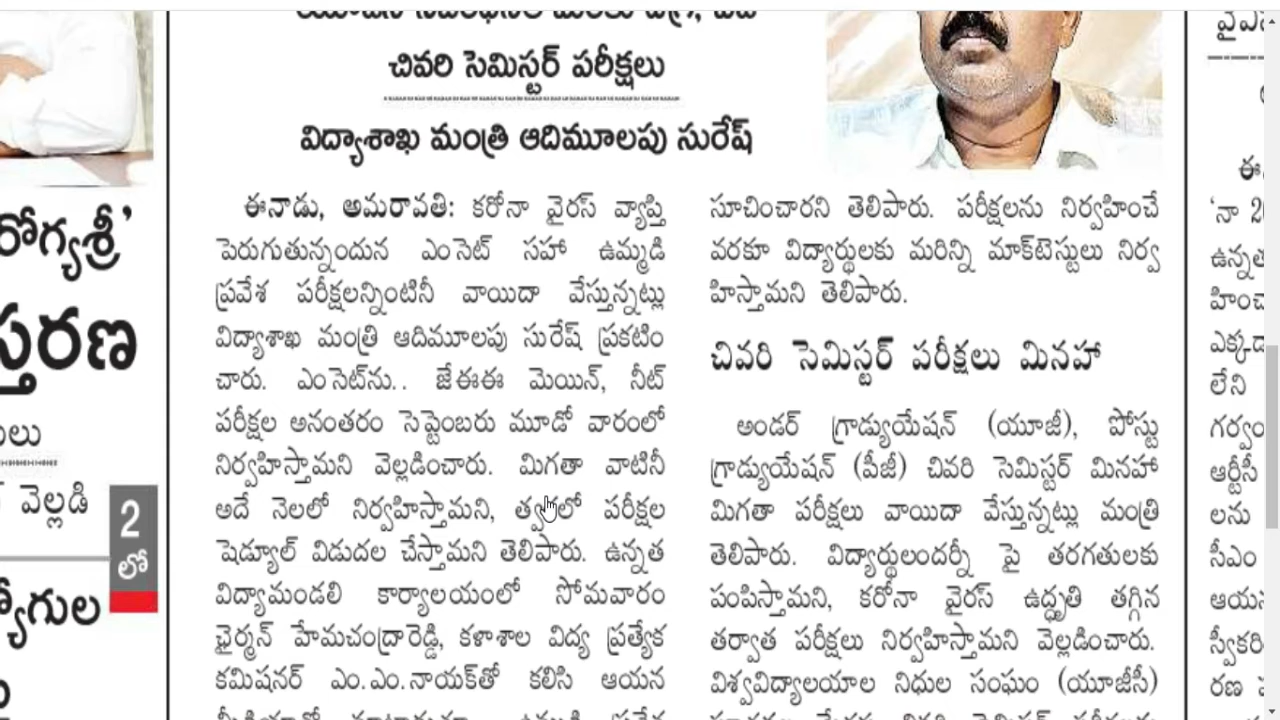 చివరి సెమిస్టర్ పరీక్షలు
విద్యాశాఖ మంత్రి ఆదిమూలపు సురేష్
ఈనాడు, అమరావతి: కరోనా వైరస్ వ్యాప్తి
పెరుగుతున్నందున ఎంసెట్ సహా ఉమ్మడి
ప్రవేశ పరీక్షలన్నింటినీ వాయిదా వేస్తున్నట్లు
విద్యాశాఖ మంత్రి ఆదిమూలపు సురేష్ ప్రకటిం
చారు. ఎంసెట్‌ను.. జేఈఈ మెయిన్, నీట్
పరీక్షల అనంతరం సెప్టెంబరు మూడో వారంలో
నిర్వహిస్తామని వెల్లడించారు. మిగతా వాటినీ
అదే నెలలో నిర్వహిస్తామని, త్వరలో పరీక్షల
షెడ్యూల్ విడుదల చేస్తామని తెలిపారు. ఉన్నత
విద్యామండలి కార్యాలయంలో సోమవారం
ఛైర్మన్ హేమచంద్రారెడ్డి, కళాశాల విద్య ప్రత్యేక
కమిషనర్ ఎం.ఎం.నాయక్‌తో కలిసి ఆయన
సూచించారని తెలిపారు. పరీక్షలను నిర్వహించే
వరకూ విద్యార్థులకు మరిన్ని మాక్‌టెస్టులు నిర్వ
హిస్తామని తెలిపారు.
చివరి సెమిస్టర్ పరీక్షలు మినహా
అండర్ గ్రాడ్యుయేషన్ (యూజీ), పోస్టు
గ్రాడ్యుయేషన్ (పీజీ) చివరి సెమిస్టర్ మినహా
మిగతా పరీక్షలు వాయిదా వేస్తున్నట్లు మంత్రి
తెలిపారు. విద్యార్థులందర్నీ పై తరగతులకు
పంపిస్తామని, కరోనా వైరస్ ఉద్ధృతి తగ్గిన
తర్వాత పరీక్షలు నిర్వహిస్తామని వెల్లడించారు.
విశ్వవిద్యాలయాల నిధుల సంఘం (యూజీసీ)
వెల్లడి
2
లో
లేని
ఆర్టీసీ
లను
సీఎం